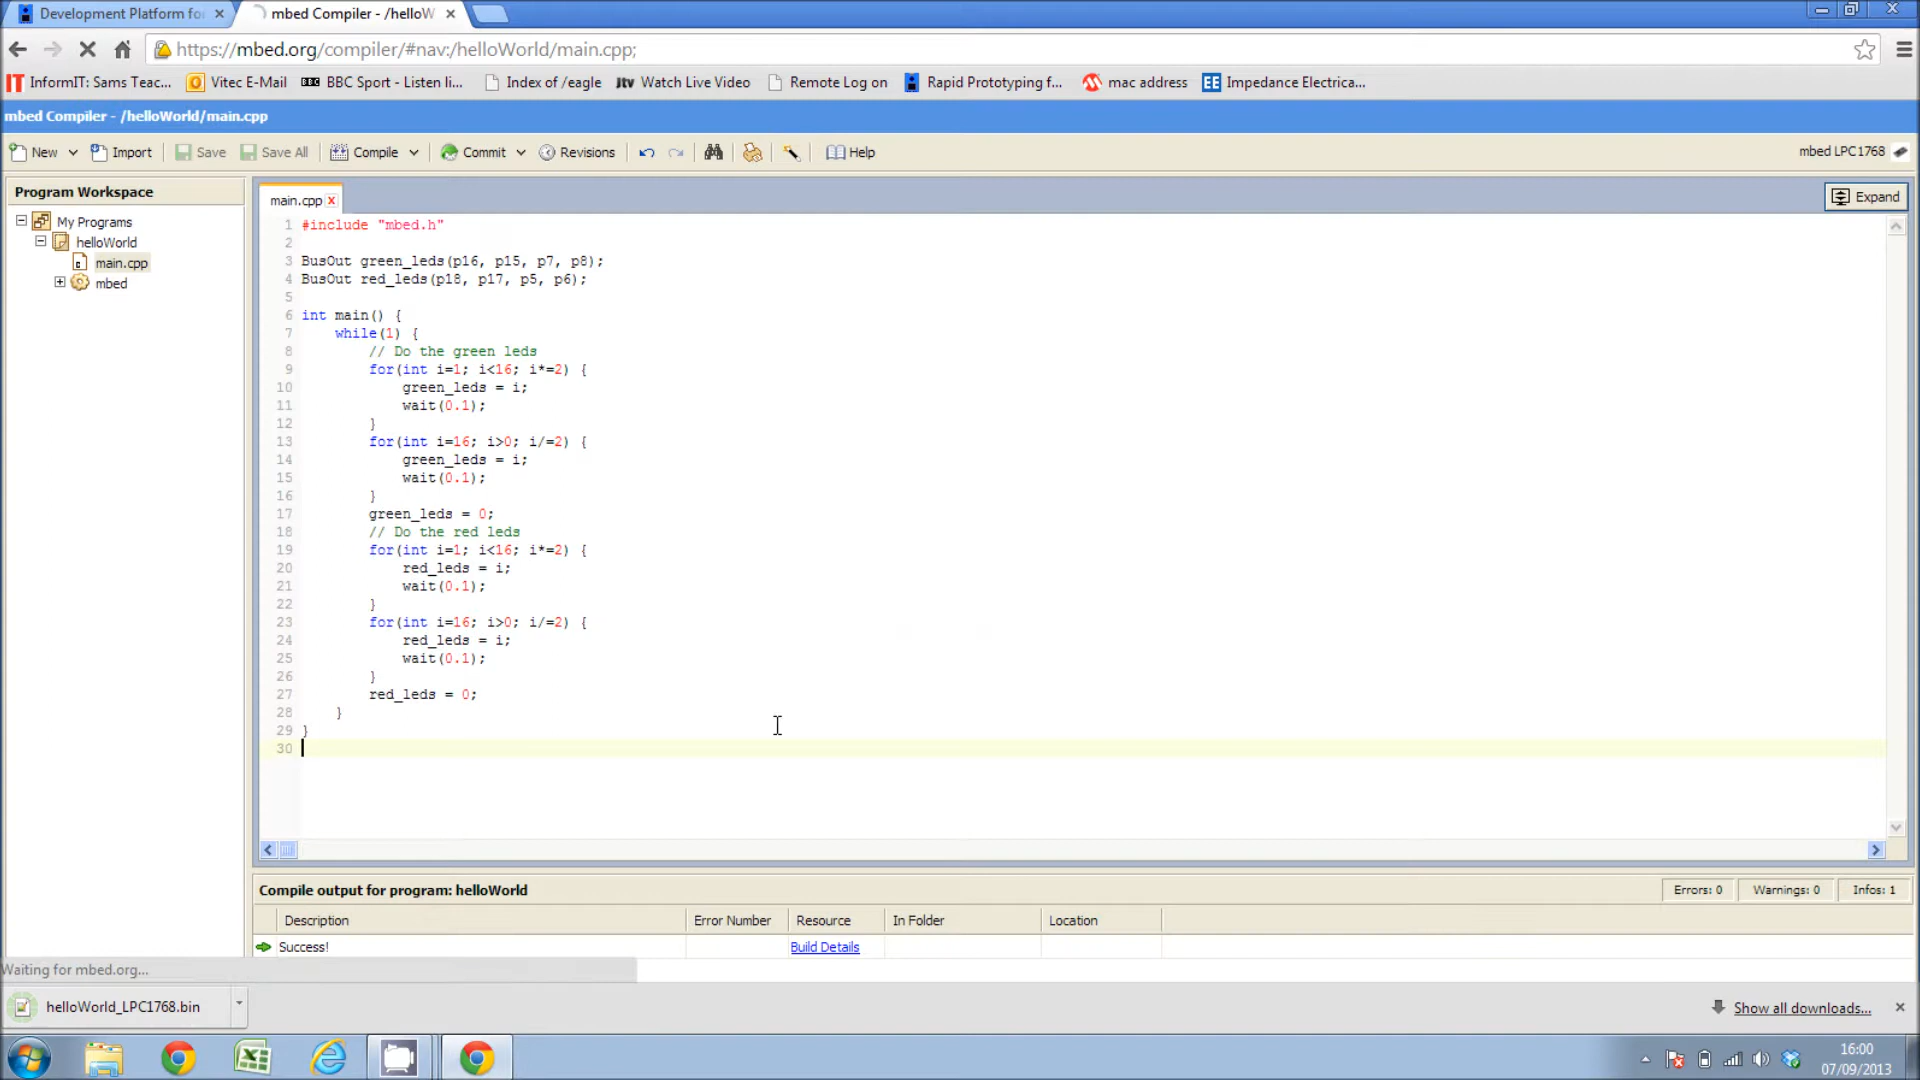 Development Platform fo
mbed Compiler - /helloW
https://mbed.org/compiler/#nav:/helloWorld/main.cpp;
InformIT: Sams Teac... Vitec E-Mail BBC Sport - Listen li... Index of /eagle Watch Live Video Remote Log on Rapid Prototyping f... mac address Impedance Electrica...
mbed Compiler - /helloWorld/main.cpp
New Import Save Save All Compile Commit Revisions Help mbed LPC1768
Program Workspace
My Programs
helloWorld
main.cpp
mbed
main.cpp
Expand
1 #include "mbed.h"
2
3 BusOut green_leds(p16, p15, p7, p8);
4 BusOut red_leds(p18, p17, p5, p6);
5
6 int main() {
7 while(1) {
8 // Do the green leds
9 for(int i=1; i<16; i*=2) {
10 green_leds = i;
11 wait(0.1);
12 }
13 for(int i=16; i>0; i/=2) {
14 green_leds = i;
15 wait(0.1);
16 }
17 green_leds = 0;
18 // Do the red leds
19 for(int i=1; i<16; i*=2) {
20 red_leds = i;
21 wait(0.1);
22 }
23 for(int i=16; i>0; i/=2) {
24 red_leds = i;
25 wait(0.1);
26 }
27 red_leds = 0;
28 }
29 }
30
Compile output for program: helloWorld
Errors: 0 Warnings: 0 Infos: 1
Description Error Number Resource In Folder Location
Success! Build Details
Waiting for mbed.org...
helloWorld_LPC1768.bin
Show all downloads...
16:00
07/09/2013